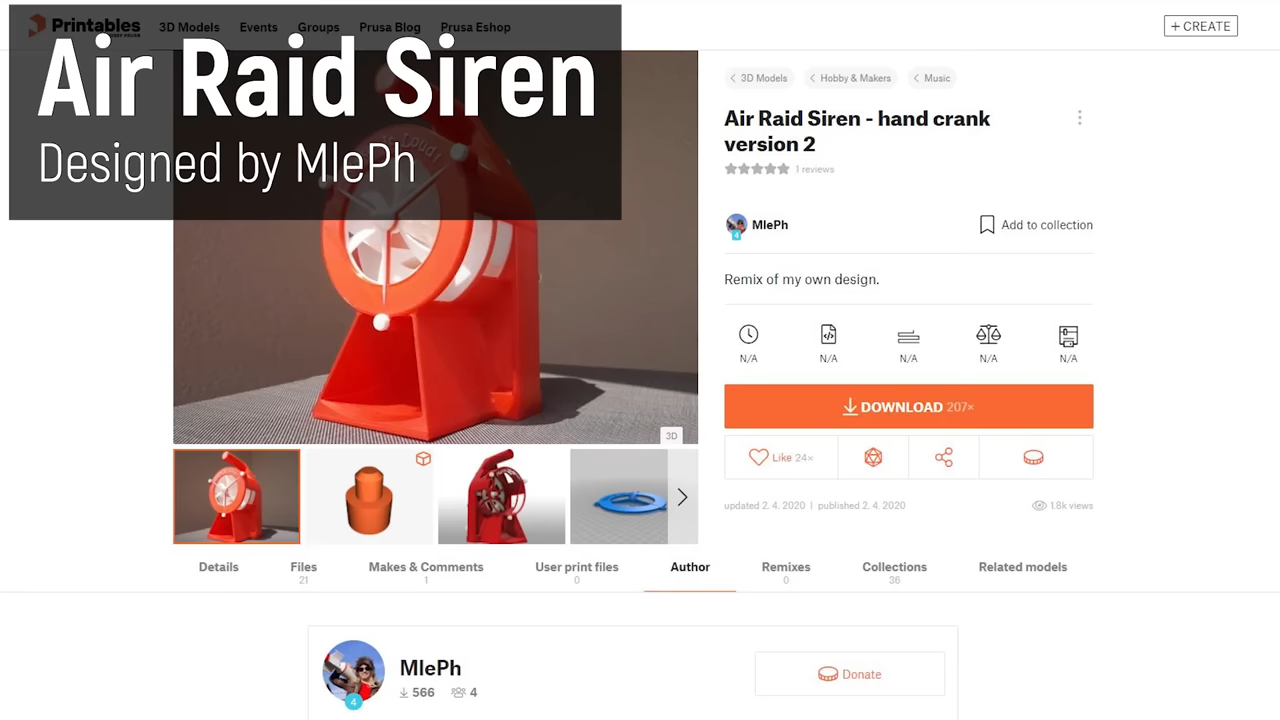 Printables
3D Models
Events
Groups
Prusa Blog
Prusa Eshop
+ CREATE
Air Raid Siren
Designed by MlePh
3D Models
Hobby & Makers
Music
Air Raid Siren - hand crank
version 2
1 reviews
MlePh
4
Add to collection
Remix of my own design.
N/A
N/A
N/A
N/A
N/A
DOWNLOAD 207×
3D
Like 24×
updated 2. 4. 2020 | published 2. 4. 2020
1.8k views
Details
Files
21
Makes & Comments
1
User print files
0
Author
Remixes
0
Collections
36
Related models
MlePh
566
4
4
Donate